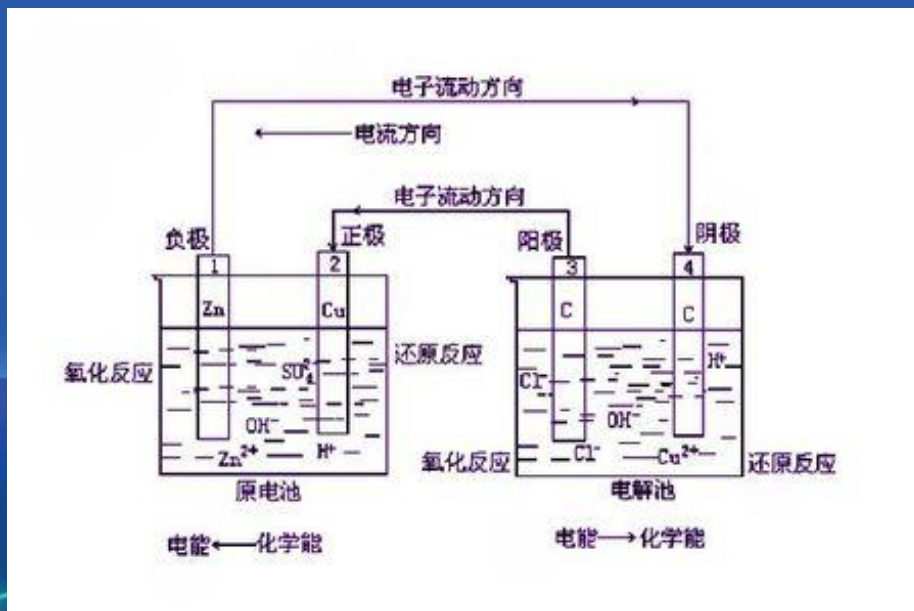 电子流动方向
电流方向
电子流动方向
负极
正极
阳极
阴极
1
2
3
4
Zn
Cu
C
C
氧化反应
SO₄²⁻
还原反应
Cl⁻
H⁺
OH⁻
OH⁻
Zn²⁺
H⁺
氧化反应
Cl⁻
Cu²⁺
还原反应
原电池
电解池
电能←化学能
电能→化学能